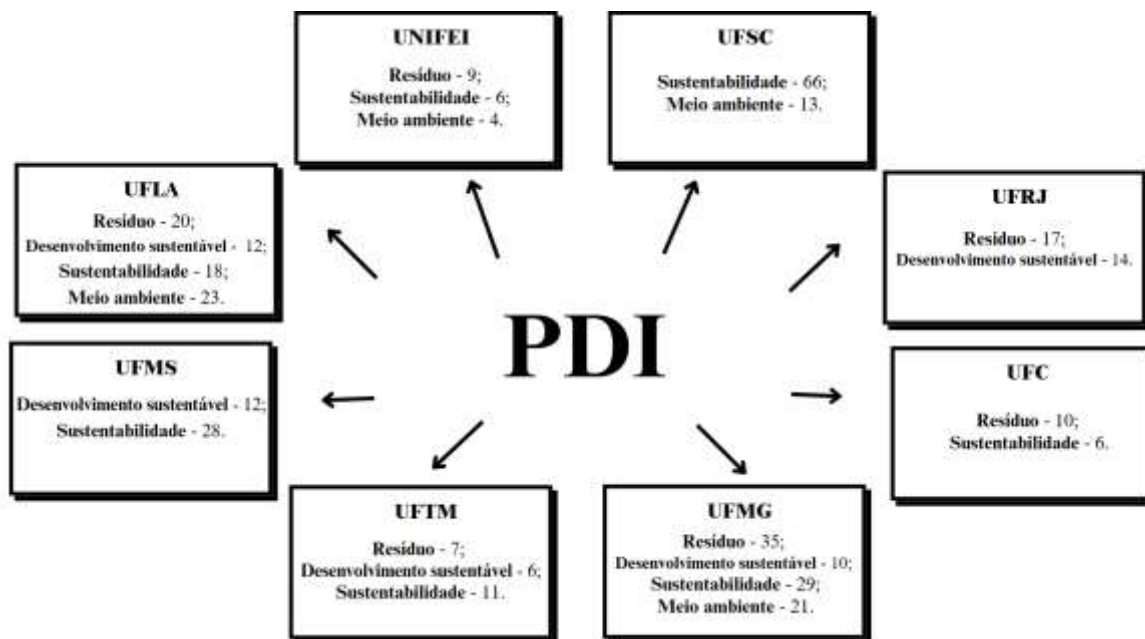 UNIFEI
Resíduo - 9;
Sustentabilidade - 6;
Meio ambiente - 4.
UFSC
Sustentabilidade - 66;
Meio ambiente - 13.
UFLA
Resíduo - 20;
Desenvolvimento sustentável - 12;
Sustentabilidade - 18;
Meio ambiente - 23.
UFRJ
Resíduo - 17;
Desenvolvimento sustentável - 14.
PDI
UFMS
Desenvolvimento sustentável - 12;
Sustentabilidade - 28.
UFC
Resíduo - 10;
Sustentabilidade - 6.
UFTM
Resíduo - 7;
Desenvolvimento sustentável - 6;
Sustentabilidade - 11.
UFMG
Resíduo - 35;
Desenvolvimento sustentável - 10;
Sustentabilidade - 29;
Meio ambiente - 21.